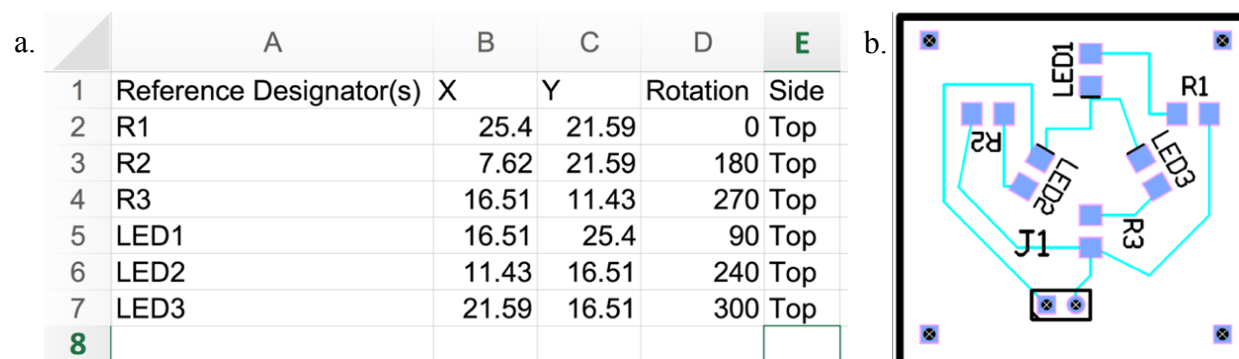 a.
A B C D E
1 Reference Designator(s) X Y Rotation Side
2 R1 25.4 21.59 0 Top
3 R2 7.62 21.59 180 Top
4 R3 16.51 11.43 270 Top
5 LED1 16.51 25.4 90 Top
6 LED2 11.43 16.51 240 Top
7 LED3 21.59 16.51 300 Top
8
b.
LED1
R1
R2
LED3
LED2
R3
J1